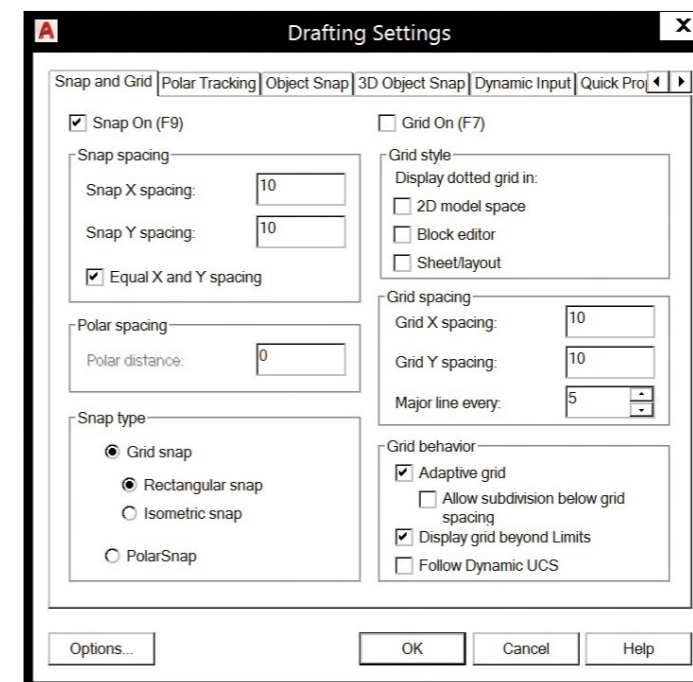 A
Drafting Settings
X
Snap and Grid Polar Tracking Object Snap 3D Object Snap Dynamic Input Quick Pro
Snap On (F9)
Snap spacing
Snap X spacing: 10
Snap Y spacing: 10
Equal X and Y spacing
Polar spacing
Polar distance: 0
Snap type
Grid snap
Rectangular snap
Isometric snap
PolarSnap
Grid On (F7)
Grid style
Display dotted grid in:
2D model space
Block editor
Sheet/layout
Grid spacing
Grid X spacing: 10
Grid Y spacing: 10
Major line every: 5
Grid behavior
Adaptive grid
Allow subdivision below grid
spacing
Display grid beyond Limits
Follow Dynamic UCS
Options... OK Cancel Help